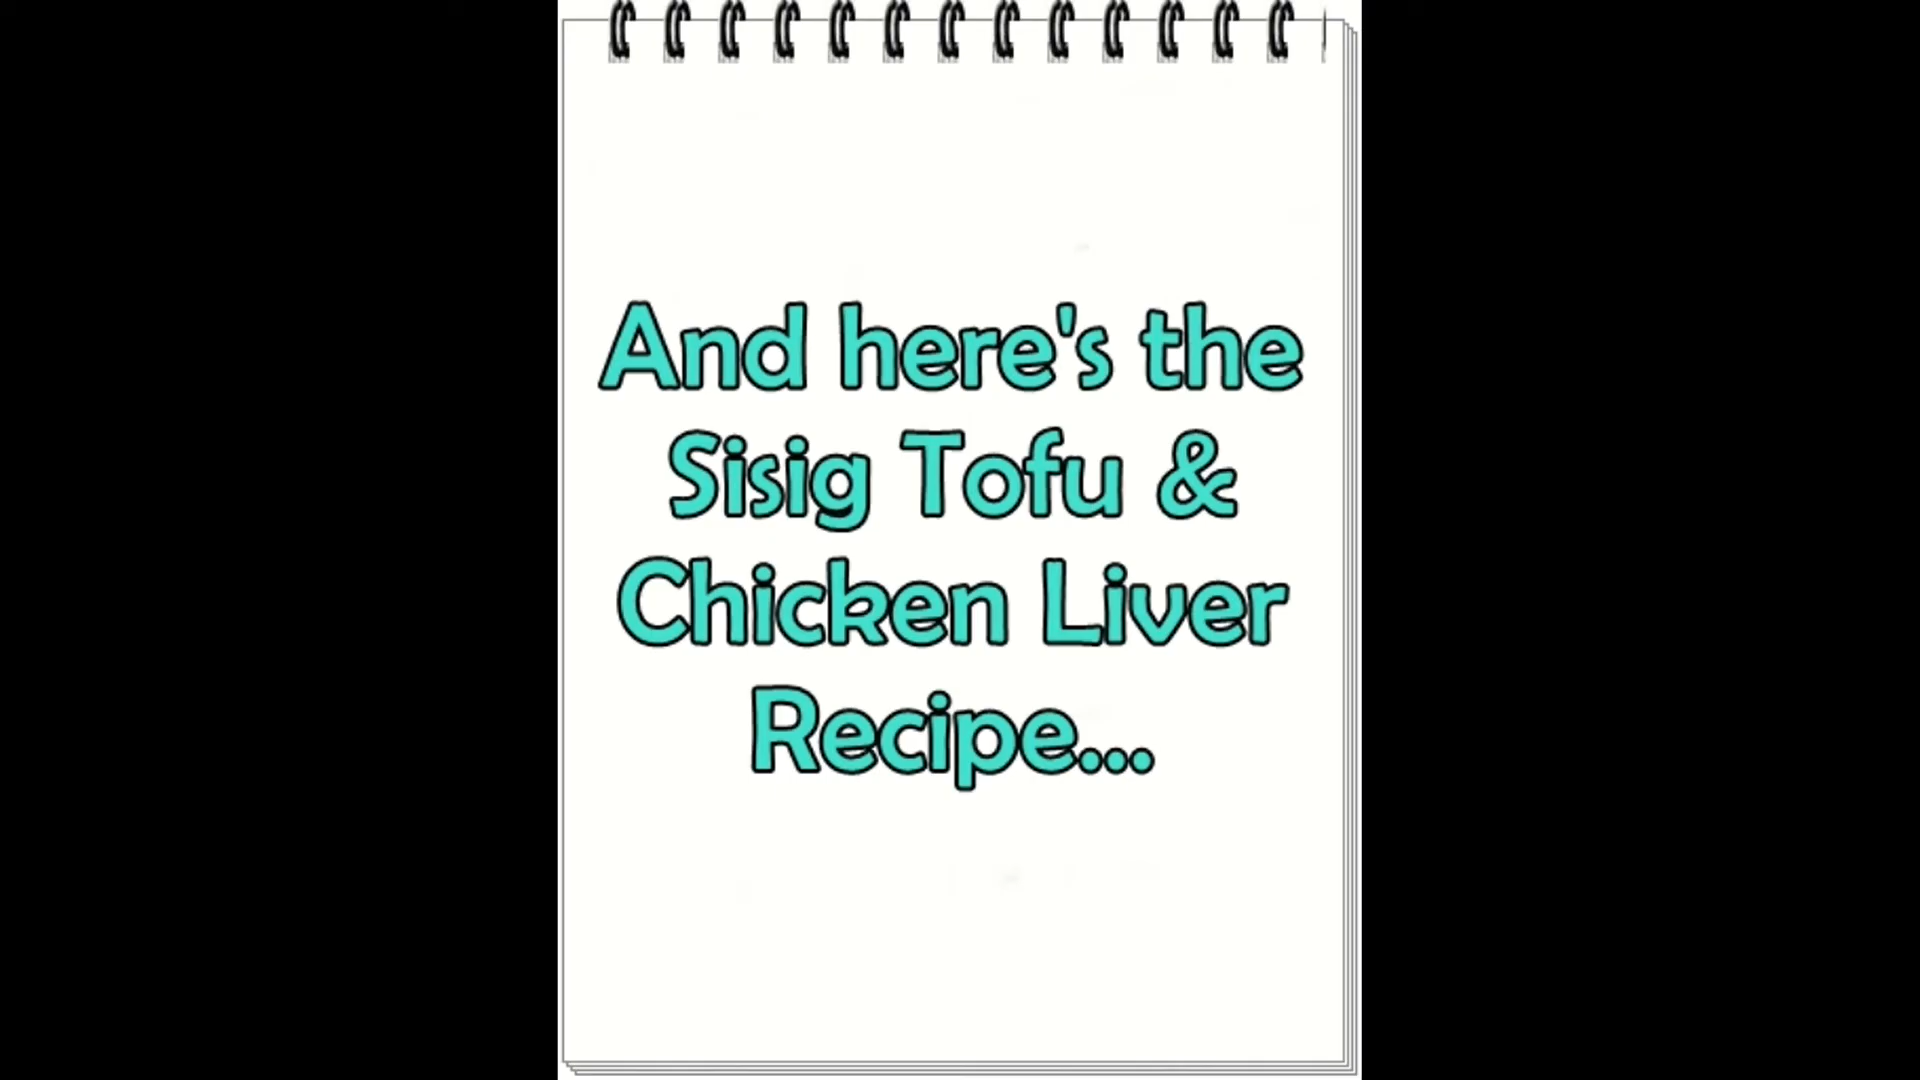 And here's the
Sisig Tofu &
Chicken Liver
Recipe...